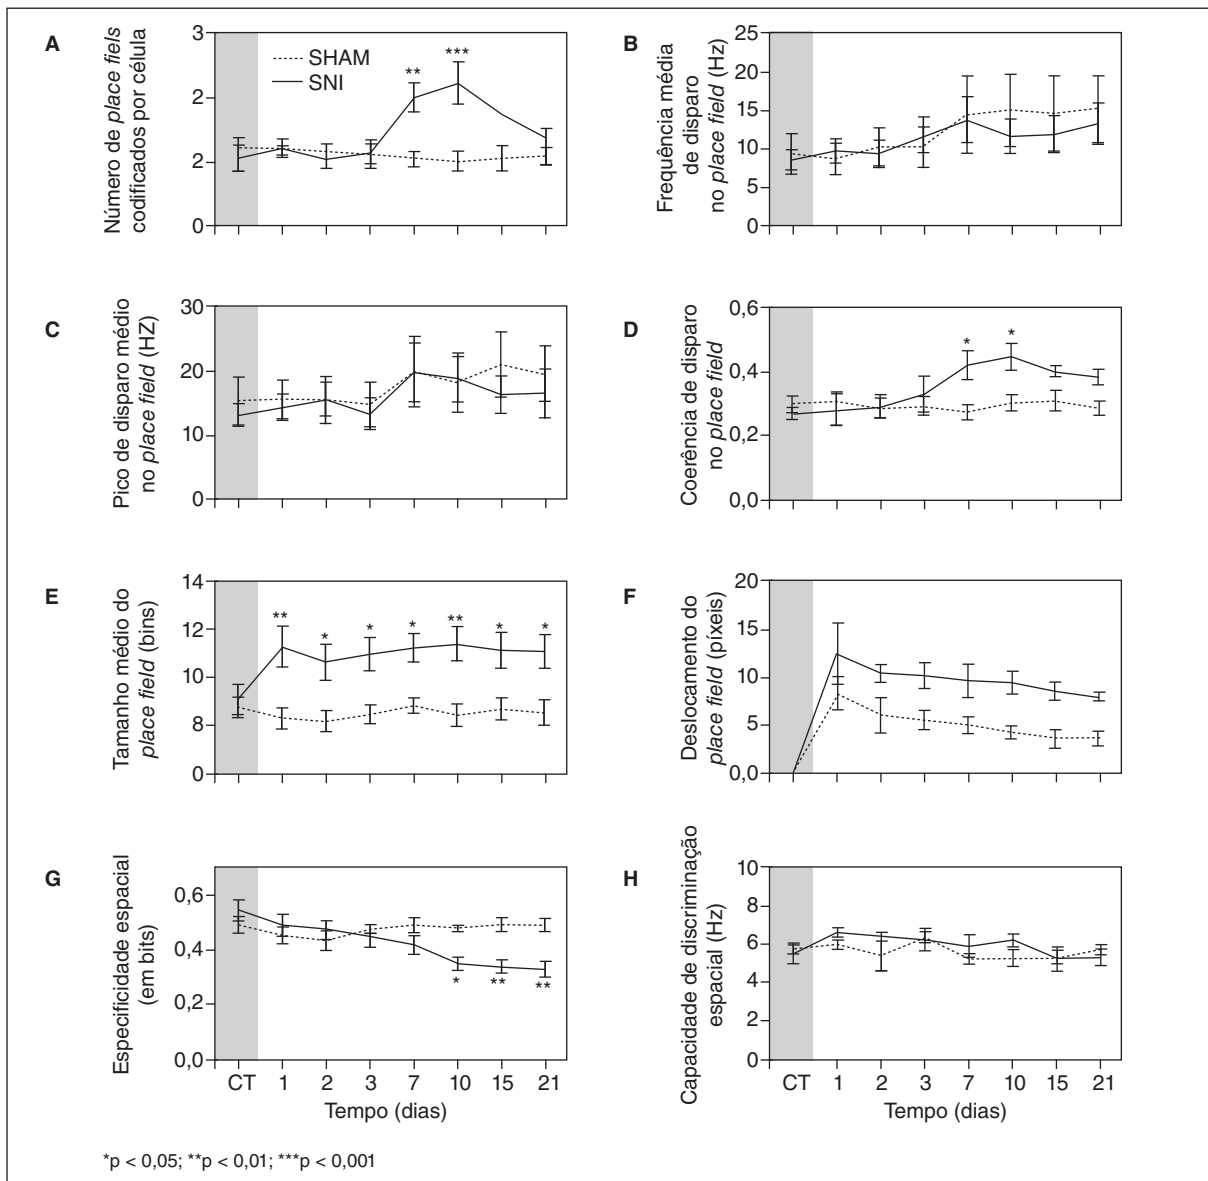 A
Número de place fiels
codificados por célula
3
2
2
0
SHAM
SNI
**
***
B
Frequência média
de disparo
no place field (Hz)
25
20
15
10
5
0
C
Pico de disparo médio
no place field (HZ)
30
20
10
0
D
Coerência de disparo
no place field
0,6
0,4
0,2
0,0
*
*
E
Tamanho médio do
place field (bins)
14
12
10
8
0
**
*
*
*
**
*
*
F
Deslocamento do
place field (píxeis)
20
15
10
5
0,0
G
Especificidade espacial
(em bits)
0,6
0,4
0,2
0,0
*
**
**
CT 1 2 3 7 10 15 21
Tempo (dias)
H
Capacidade de discriminação
espacial (Hz)
10
8
6
4
2
0
CT 1 2 3 7 10 15 21
Tempo (dias)
*p < 0,05; **p < 0,01; ***p < 0,001